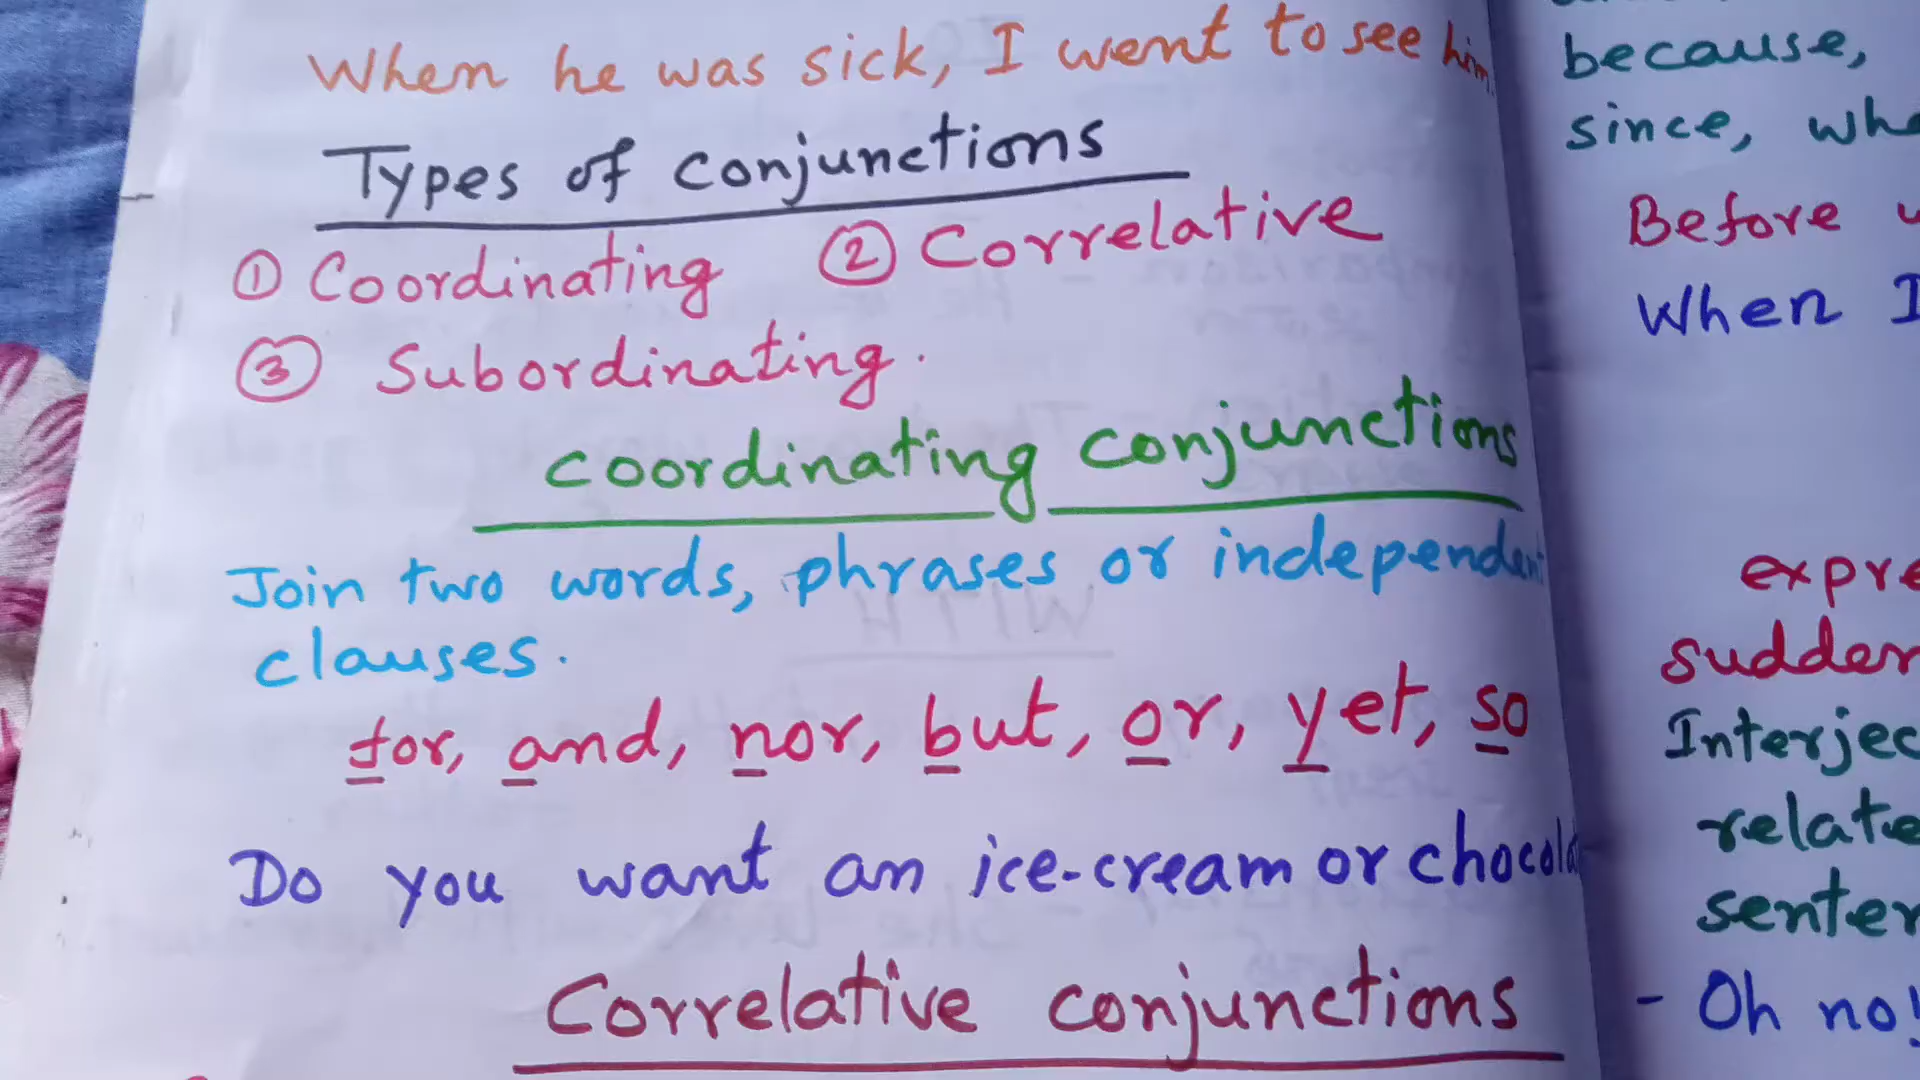 When he was sick, I went to see him.
Types of conjunctions
① Coordinating ② Correlative
③ Subordinating.
coordinating conjunctions
Join two words, phrases or independent
clauses.
for, and, nor, but, or, yet, so
Do you want an ice-cream or
Correlative conjunctions
because,
since,
Before
When I
Oh no!